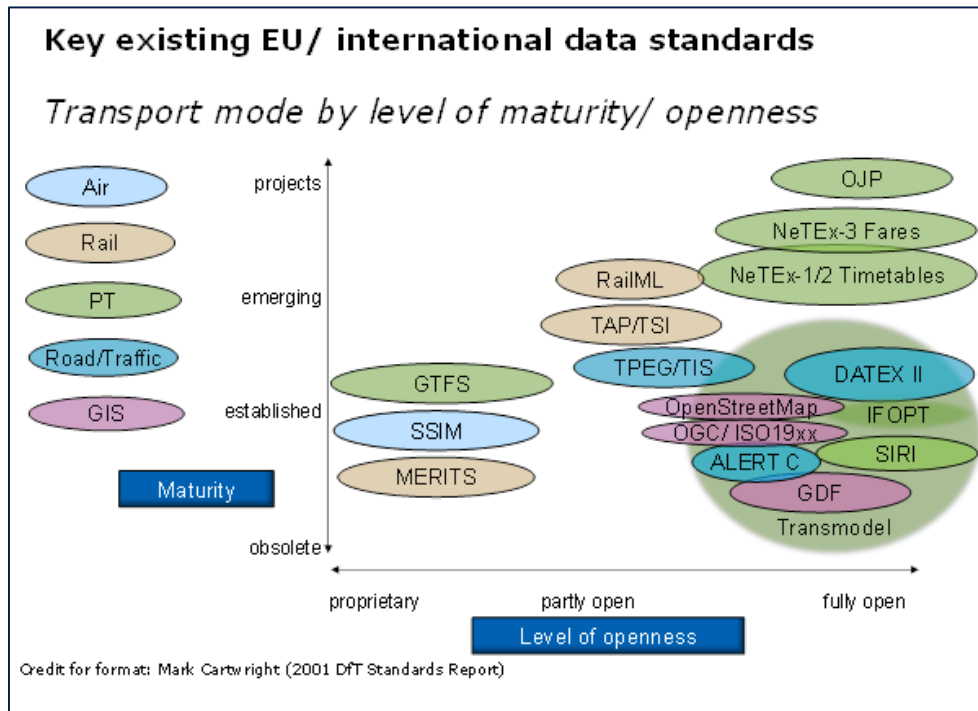 Key existing EU/ international data standards
Transport mode by level of maturity/ openness
Air
Rail
PT
Road/Traffic
GIS
Maturity
projects
emerging
established
obsolete
OJP
NeTEx-3 Fares
NeTEx-1/2 Timetables
RailML
TAP/TSI
TPEG/TIS
DATEX II
GTFS
OpenStreetMap
IFOPT
SSIM
OGC/ ISO19xx
SIRI
ALERT C
MERITS
GDF
Transmodel
proprietary
partly open
fully open
Level of openness
Credit for format: Mark Cartwright (2001 DfT Standards Report)